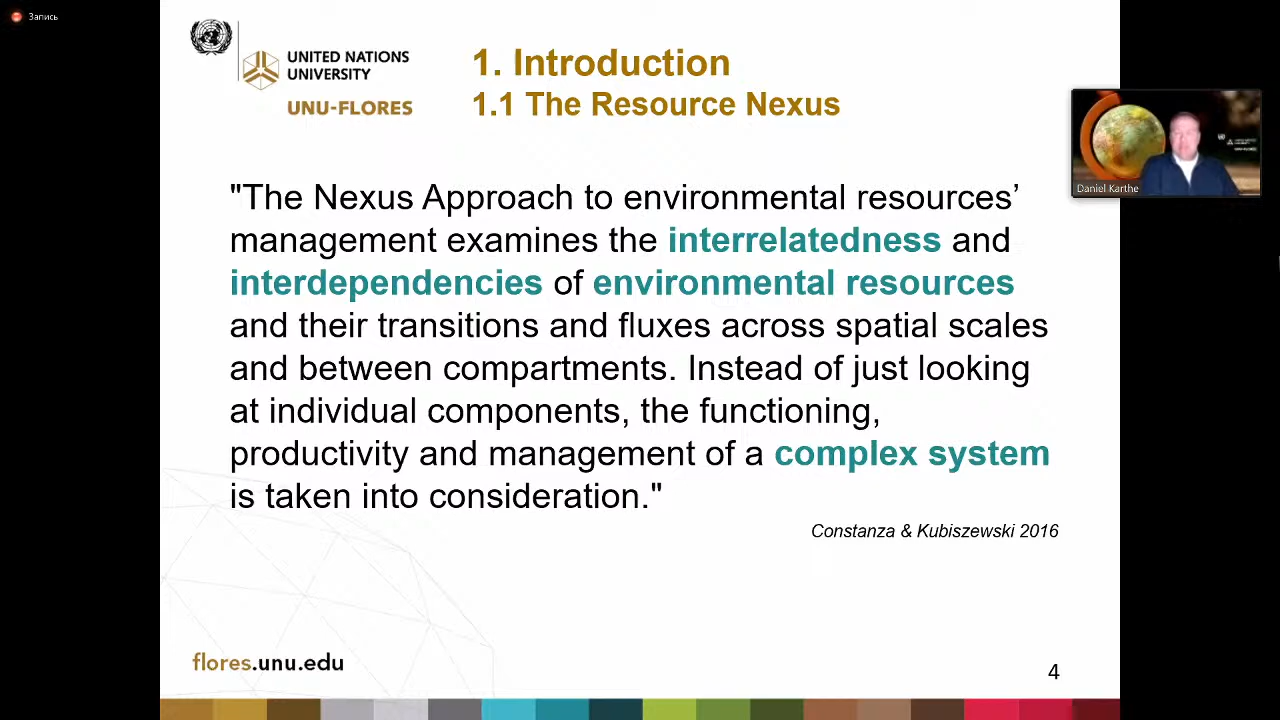 Запись
UNITED NATIONS
UNIVERSITY
UNU-FLORES
1. Introduction
1.1 The Resource Nexus
"The Nexus Approach to environmental resources’
management examines the interrelatedness and
interdependencies of environmental resources
and their transitions and fluxes across spatial scales
and between compartments. Instead of just looking
at individual components, the functioning,
productivity and management of a complex system
is taken into consideration."
Constanza & Kubiszewski 2016
Daniel Karthe
flores.unu.edu
4